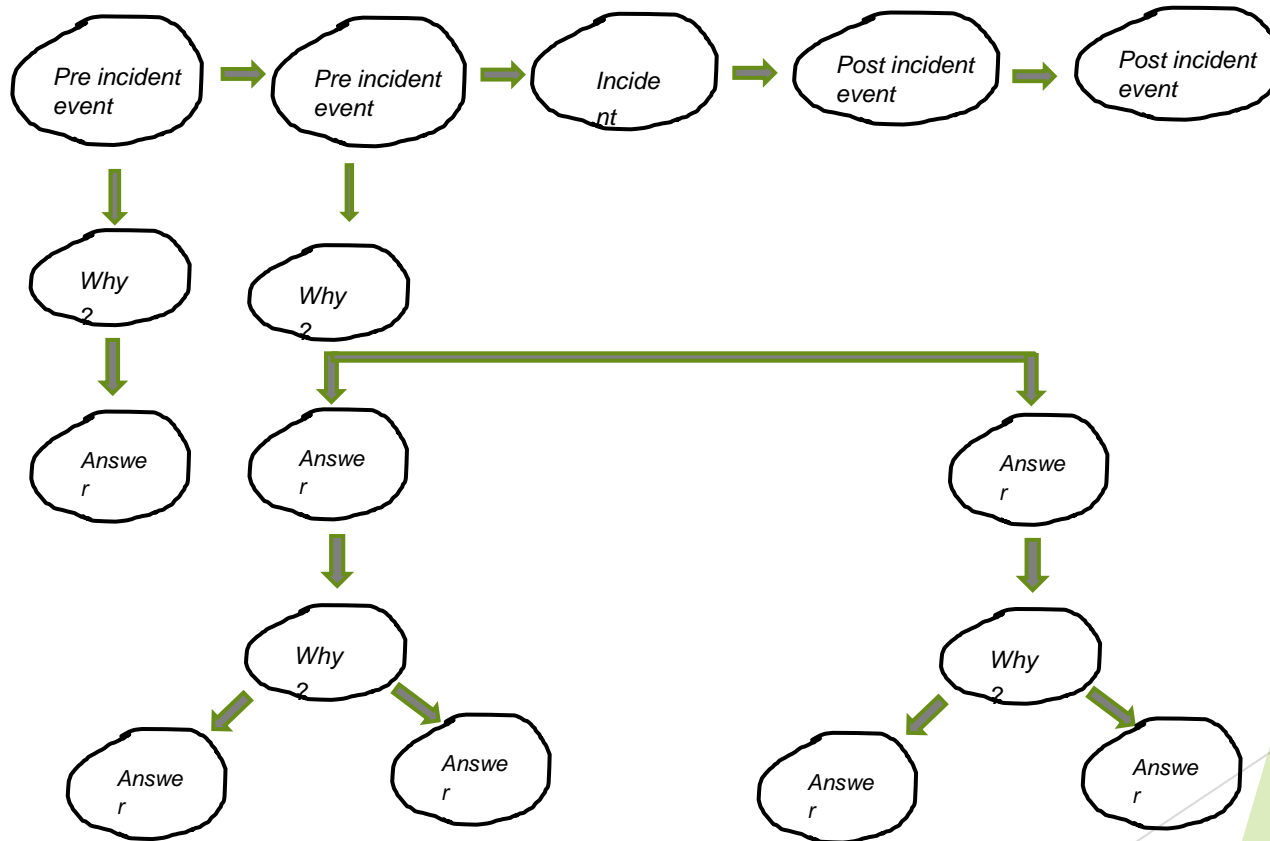 Pre incident
event
Pre incident
event
Incide
nt
Post incident
event
Post incident
event
Why
?
Why
?
Answe
r
Answe
r
Answe
r
Why
?
Why
?
Answe
r
Answe
r
Answe
r
Answe
r